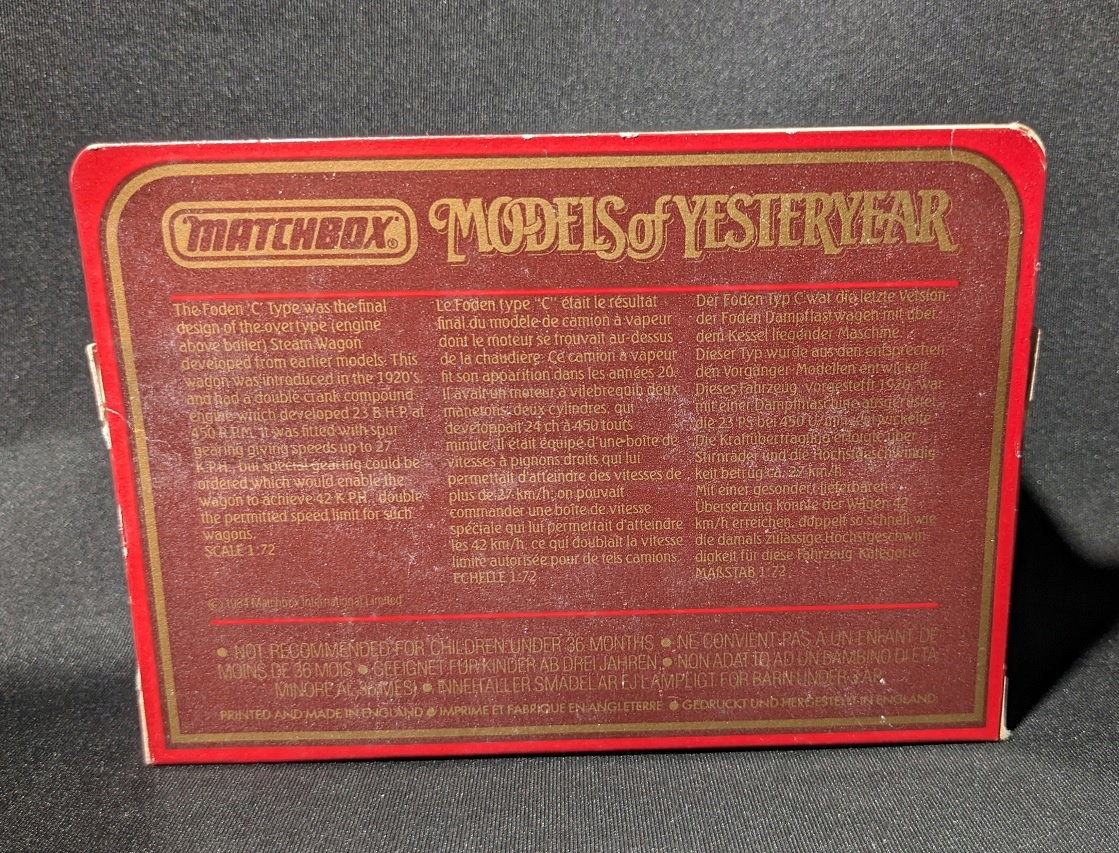 MATCHBOX® MODELS of YESTERYEAR
The Foden "C" Type was the final
design of the overtype (engine
above boiler) Steam Wagon
developed from earlier models. This
wagon was introduced in the 1920's,
and had a double crank compound
engine which developed 23 B.H.P. at
450 R.P.M. It was fitted with spur
gearing giving speeds up to 27
K.P.H., but special gearing could be
ordered which would enable the
wagon to achieve 42 K.P.H., double
the permitted speed limit for such
wagons.
SCALE 1:72
© 1984 Matchbox International Limited
Le Foden type "C" était le résultat
final du modèle de camion à vapeur
dont le moteur se trouvait au-dessus
de la chaudière. Ce camion à vapeur
fit son apparition dans les années 20.
Il avait un moteur à vilebrequin deux
manetons, deux cylindres, qui
développait 24 ch à 450 tours
minute. Il était équipé d'une boîte de
vitesses à pignons droits qui lui
permettait d'atteindre des vitesses de
plus de 27 km/h; on pouvait
commander une boîte de vitesse
spéciale qui lui permettait d'atteindre
les 42 km/h, ce qui doublait la vitesse
limite autorisée pour de tels camions.
ECHELLE 1:72
Der Foden Typ C war die letzte Version
der Foden Dampflastwagen mit über
dem Kessel liegender Maschine.
Dieser Typ wurde aus den entsprechen-
den Vorgänger-Modellen entwickelt.
Dieses Fahrzeug, vorgestellt 1920, war
mit einer Dampfmaschine ausgerüstet,
die 23 PS bei 450 U/min.
Die Kraftübertragung erfolgte über
Stirnräder und die Höchstgeschwindig-
keit betrug ca. 27 km/h.
Mit einer gesondert lieferbaren
Übersetzung konnte der Wagen 42
km/h erreichen, doppelt so schnell wie
die damals zulässige Höchstgeschwin-
digkeit für diese Fahrzeug-Kategorie.
MAßSTAB 1:72
● NOT RECOMMENDED FOR CHILDREN UNDER 36 MONTHS ● NE CONVIENT PAS A UN ENFANT DE
MOINS DE 36 MOIS ● GEEIGNET FÜR KINDER AB DREI JAHREN ● NON ADATTO AD UN BAMBINO DI ETA
MINORE AI 36 MESI ● INNEHALLER SMADELAR EJ LAMPLIGT FOR BARN UNDER 3 AR
PRINTED AND MADE IN ENGLAND ● IMPRIME ET FABRIQUE EN ANGLETERRE ● GEDRUCKT UND HERGESTELLT IN ENGLAND